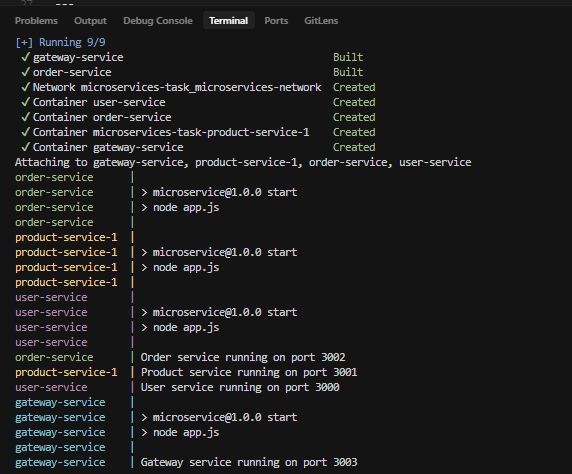 Problems Output Debug Console Terminal Ports GitLens
[+] Running 9/9
✓ gateway-service Built
✓ order-service Built
✓ Network microservices-task_microservices-network Created
✓ Container user-service Created
✓ Container order-service Created
✓ Container microservices-task-product-service-1 Created
✓ Container gateway-service Created
Attaching to gateway-service, product-service-1, order-service, user-service
order-service |
order-service | > microservice@1.0.0 start
order-service | > node app.js
order-service |
product-service-1 |
product-service-1 | > microservice@1.0.0 start
product-service-1 | > node app.js
product-service-1 |
user-service |
user-service | > microservice@1.0.0 start
user-service | > node app.js
user-service |
order-service | Order service running on port 3002
product-service-1 | Product service running on port 3001
user-service | User service running on port 3000
gateway-service |
gateway-service | > microservice@1.0.0 start
gateway-service | > node app.js
gateway-service |
gateway-service | Gateway service running on port 3003